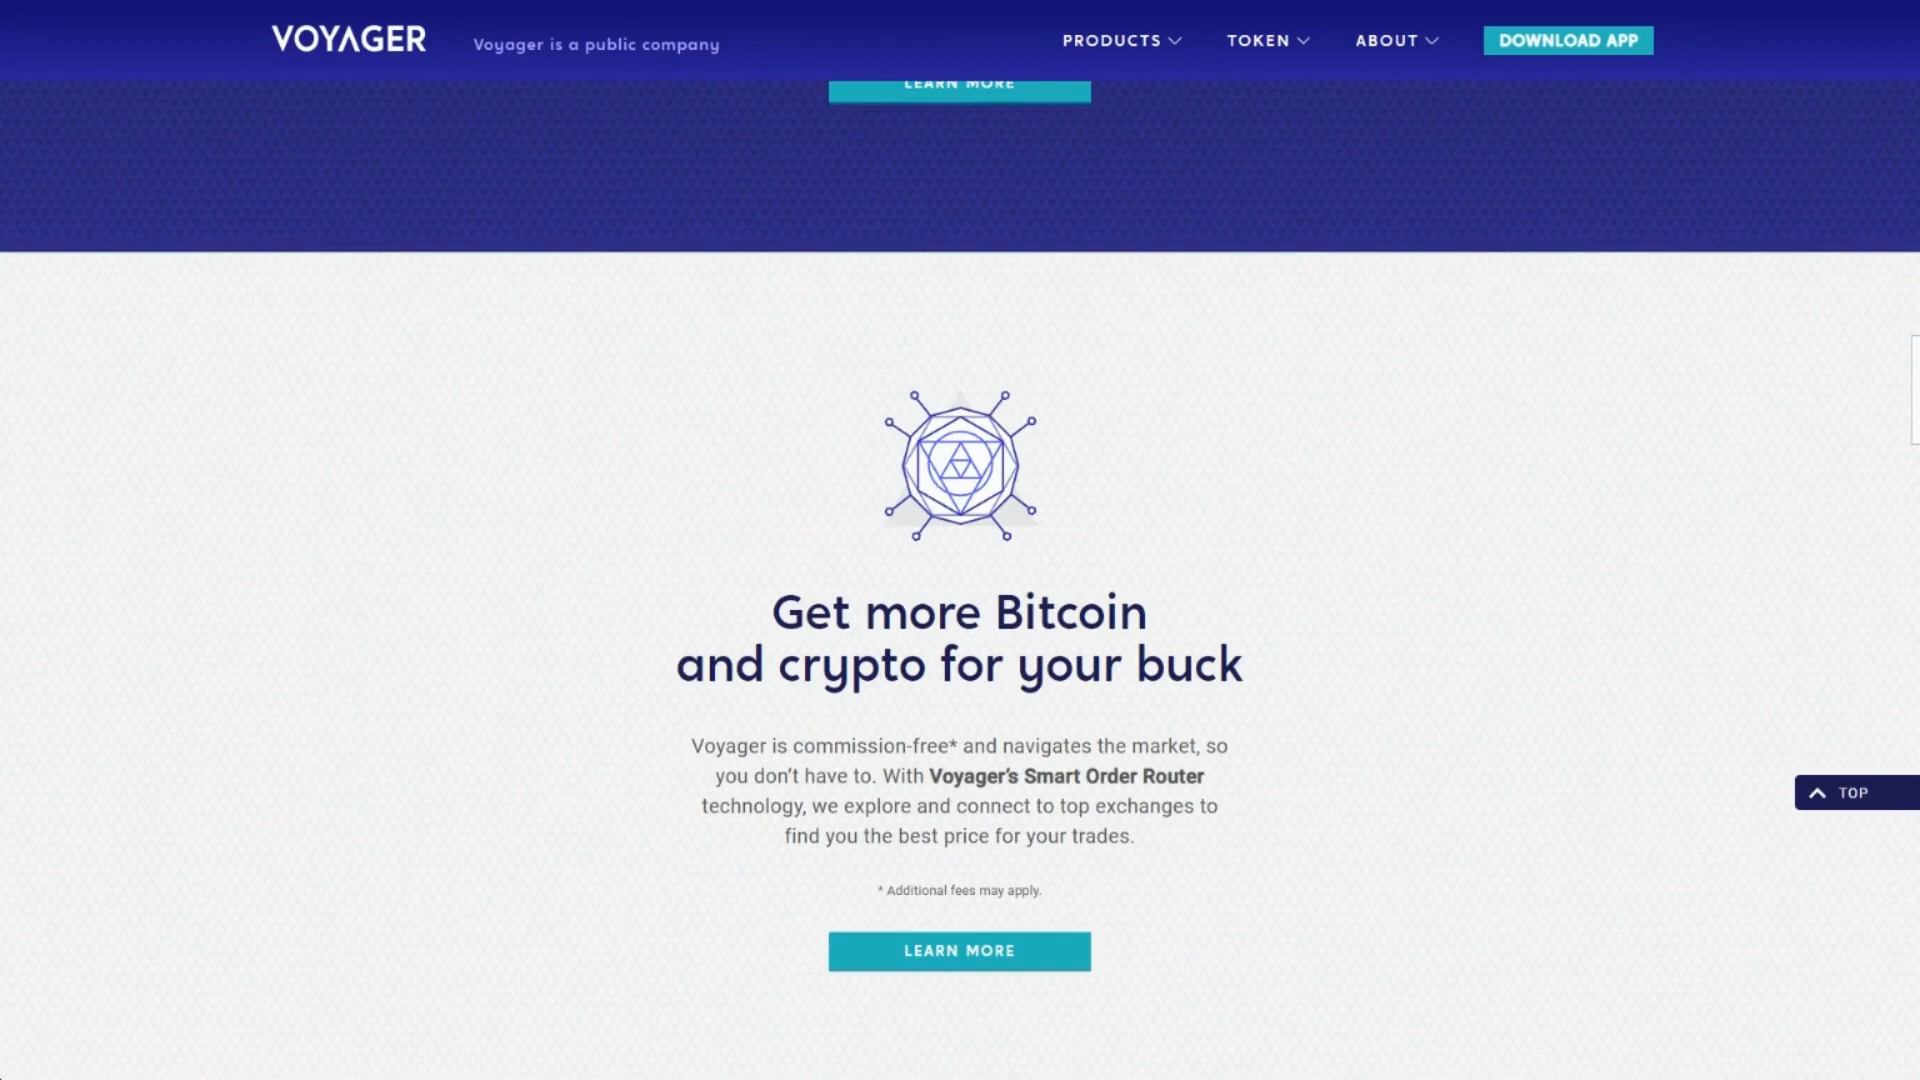 VOYAGER
Voyager is a public company
PRODUCTS
TOKEN
ABOUT
DOWNLOAD APP
LEARN MORE
Get more Bitcoin
and crypto for your buck
Voyager is commission-free* and navigates the market, so
you don’t have to. With Voyager’s Smart Order Router
technology, we explore and connect to top exchanges to
find you the best price for your trades.
TOP
* Additional fees may apply.
LEARN MORE